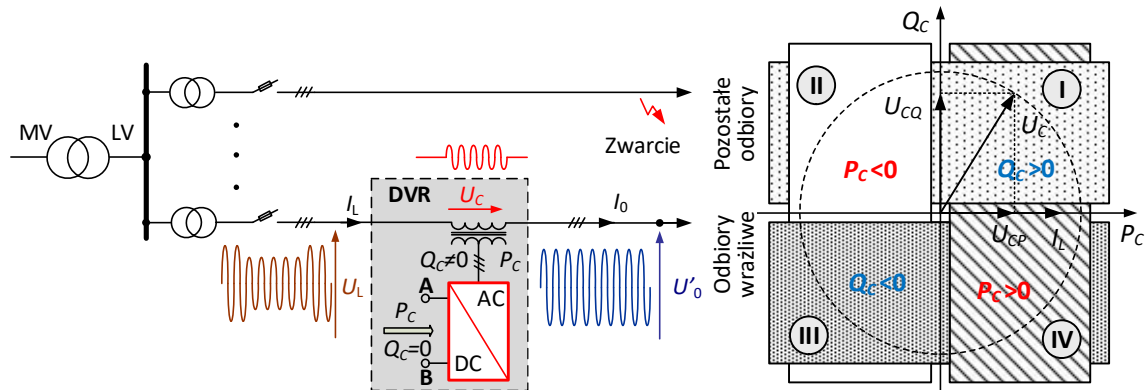 MV
LV
Zwarcie
Pozostałe
odbiory
Odbiory
wrażliwe
DVR
I_L
U_C
I_0
U_L
Q_C≠0
P_C
A
AC
P_C
Q_C=0
DC
B
U'_0
Q_C
II
I
U_CQ
U_C
P_C<0
Q_C>0
U_CP
I_L
P_C
Q_C<0
P_C>0
III
IV